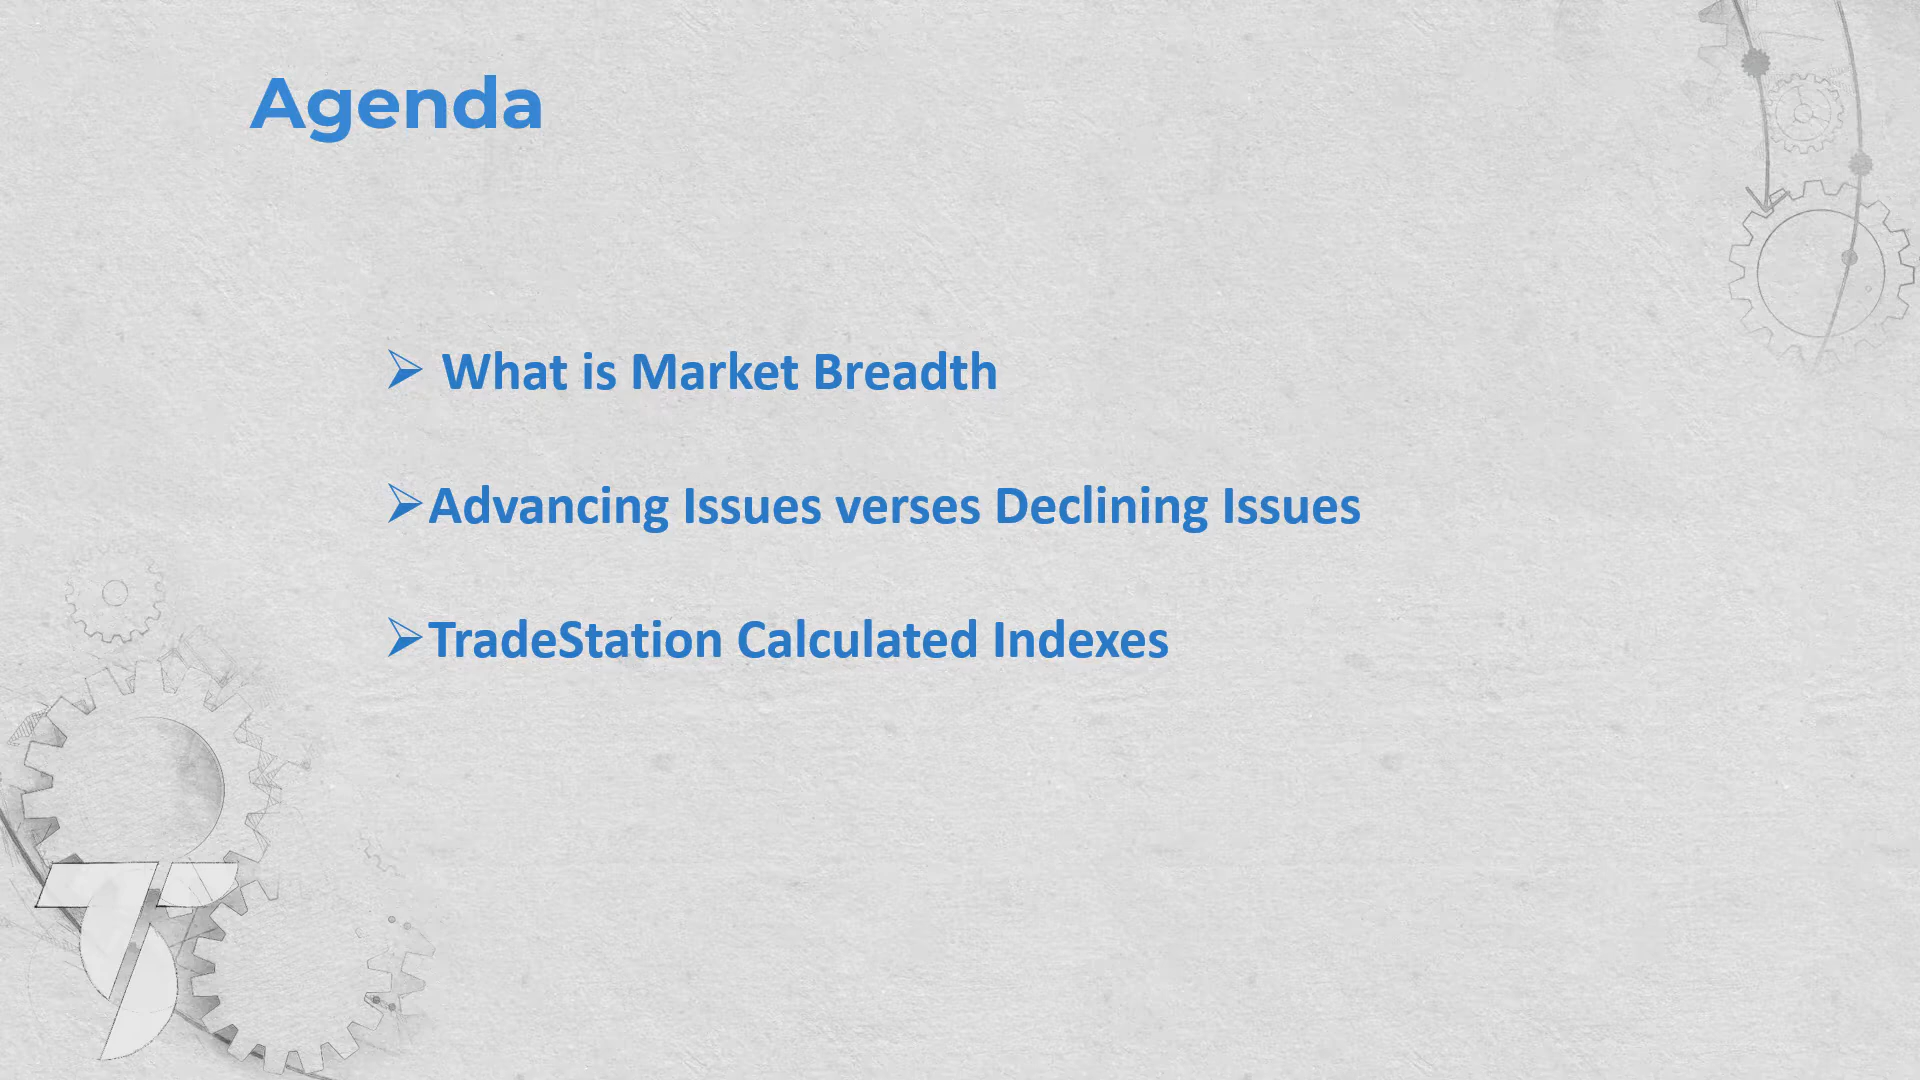 Agenda
What is Market Breadth
Advancing Issues verses Declining Issues
TradeStation Calculated Indexes